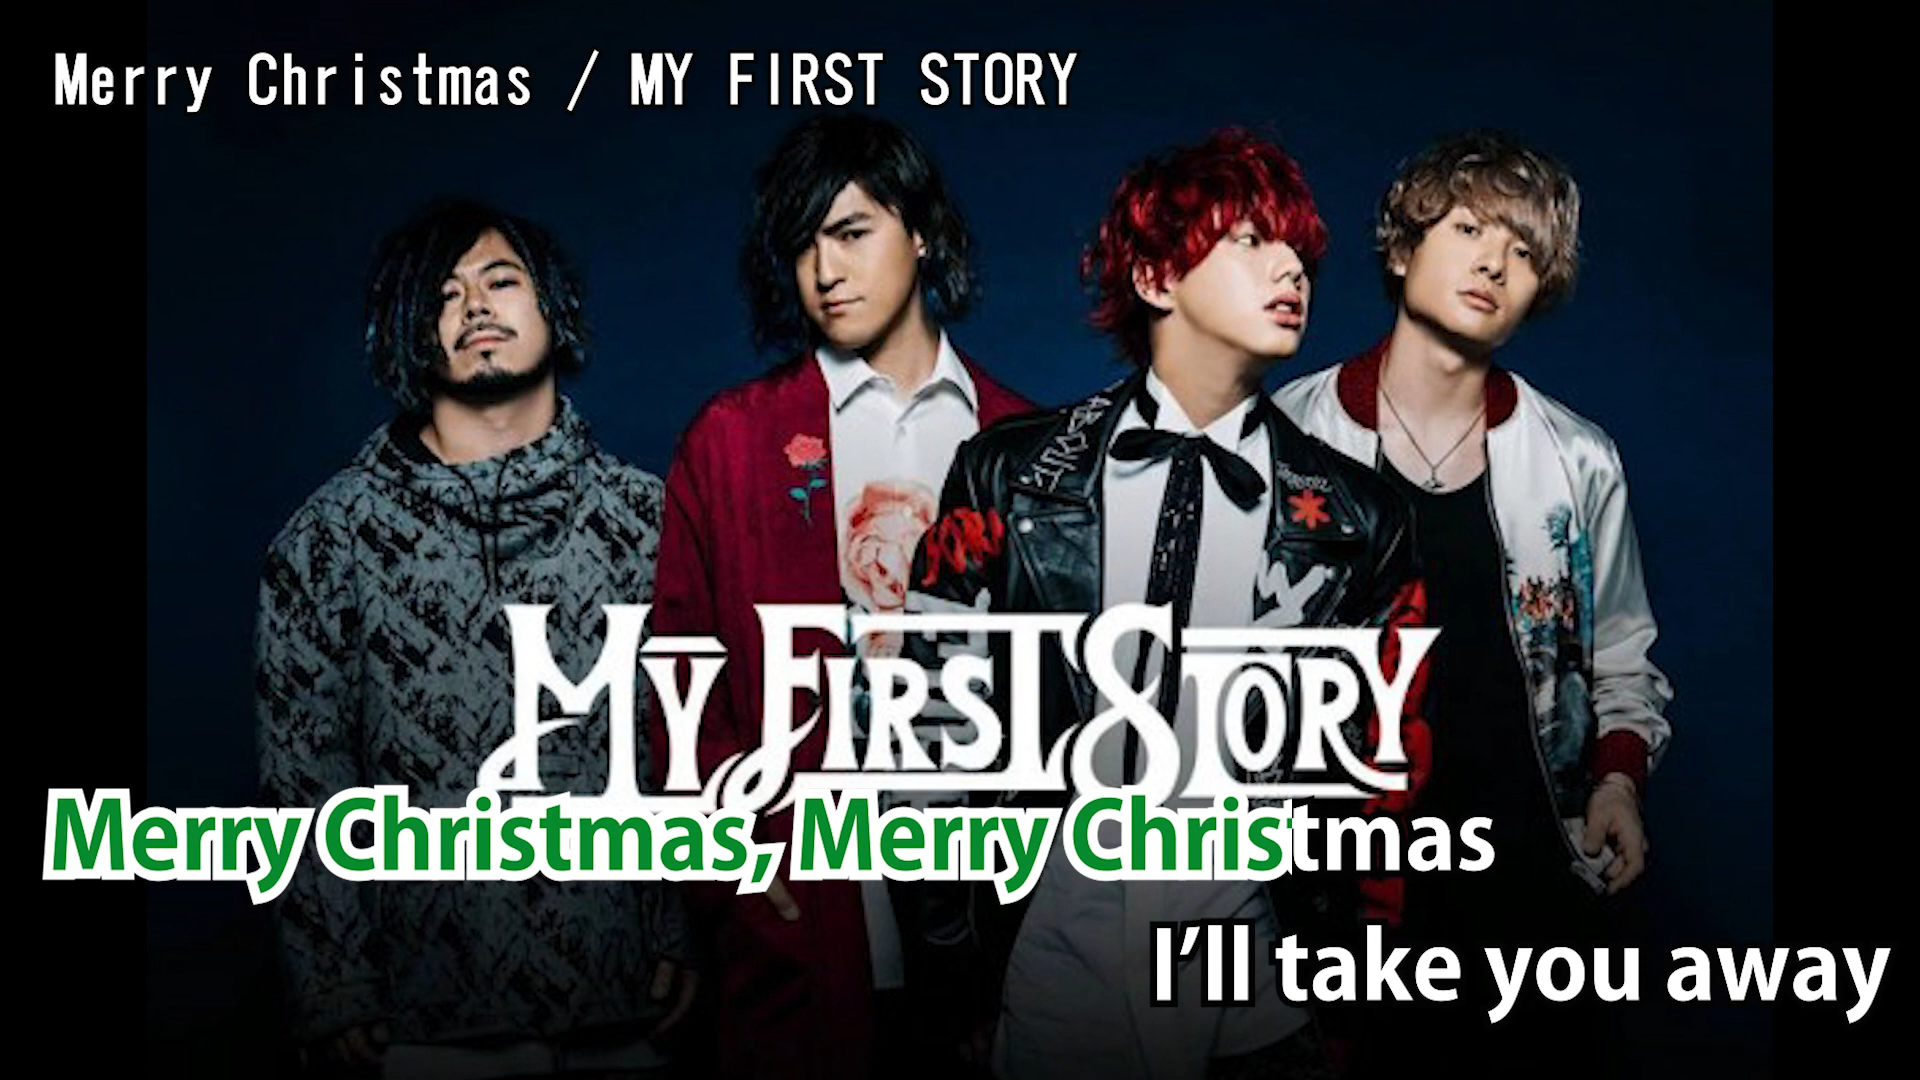 Merry Christmas / MY FIRST STORY
MY FIRST STORY
Merry Christmas, Merry Christmas
I’ll take you away